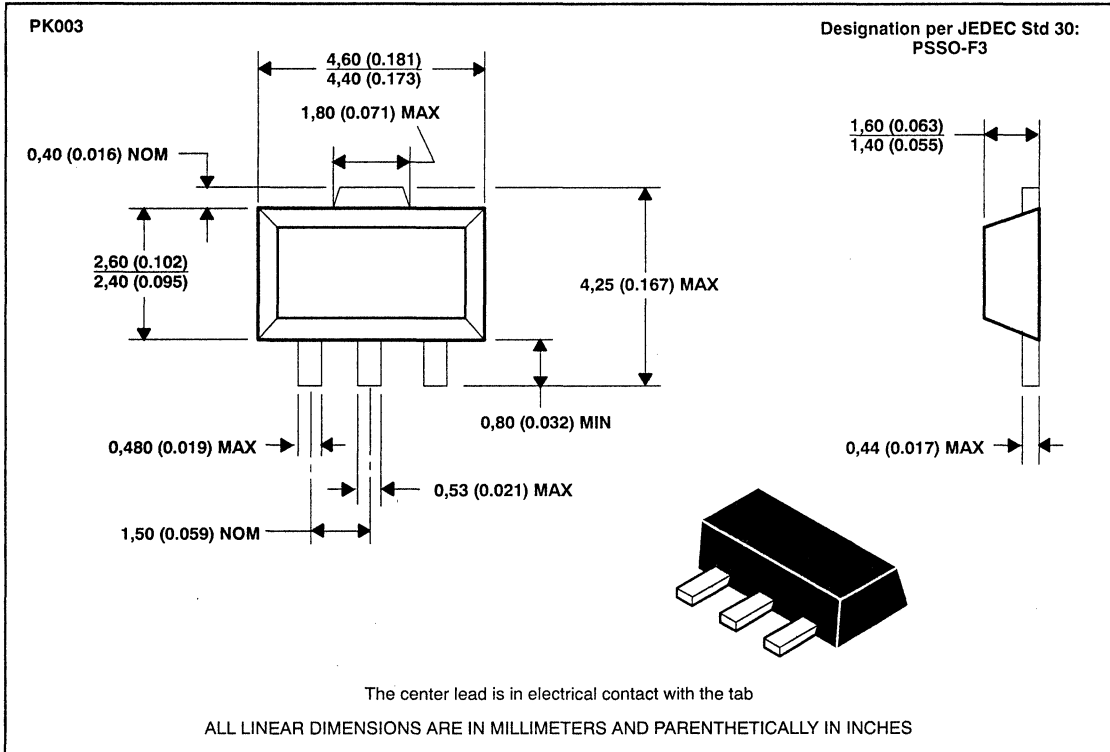 PK003
Designation per JEDEC Std 30:
PSSO-F3
4,60 (0.181)
4,40 (0.173)
1,80 (0.071) MAX
1,60 (0.063)
1,40 (0.055)
0,40 (0.016) NOM
2,60 (0.102)
2,40 (0.095)
4,25 (0.167) MAX
0,80 (0.032) MIN
0,480 (0.019) MAX
0,44 (0.017) MAX
0,53 (0.021) MAX
1,50 (0.059) NOM
The center lead is in electrical contact with the tab
ALL LINEAR DIMENSIONS ARE IN MILLIMETERS AND PARENTHETICALLY IN INCHES